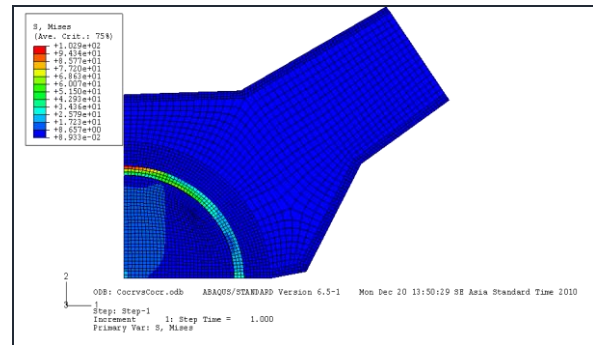 S, Mises
(Ave. Crit.: 75%)
+1.029e+02
+9.434e+01
+8.577e+01
+7.720e+01
+6.863e+01
+6.007e+01
+5.150e+01
+4.293e+01
+3.436e+01
+2.579e+01
+1.723e+01
+8.657e+00
+8.933e-02
2
3
1
ODB: CocrvsCocr.odb ABAQUS/STANDARD Version 6.5-1 Mon Dec 20 13:50:29 SE Asia Standard Time 2010
Step: Step-1
Increment 1: Step Time = 1.000
Primary Var: S, Mises